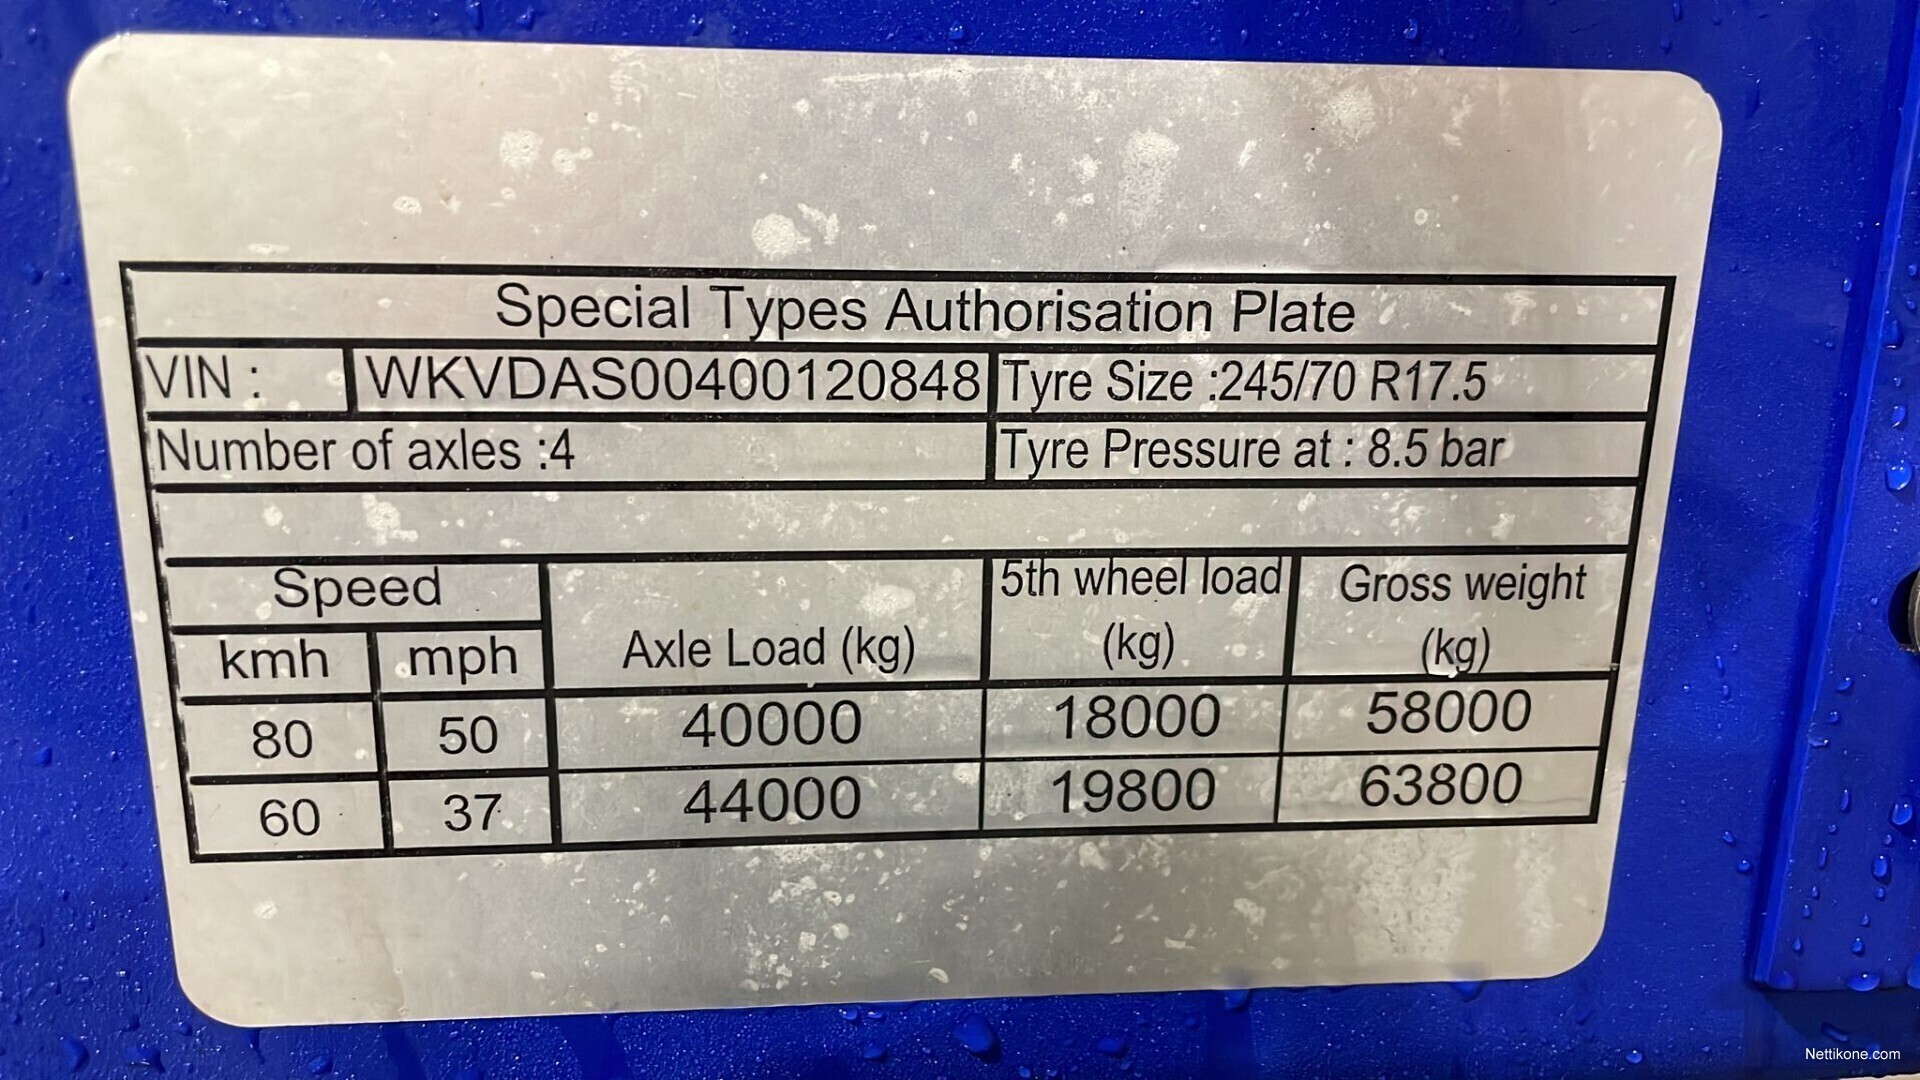 Special Types Authorisation Plate
VIN : WKVDAS00400120848 Tyre Size :245/70 R17.5
Number of axles :4 Tyre Pressure at : 8.5 bar
Speed Axle Load (kg) 5th wheel load (kg) Gross weight (kg)
kmh mph
80 50 40000 18000 58000
60 37 44000 19800 63800
Nettikone.com